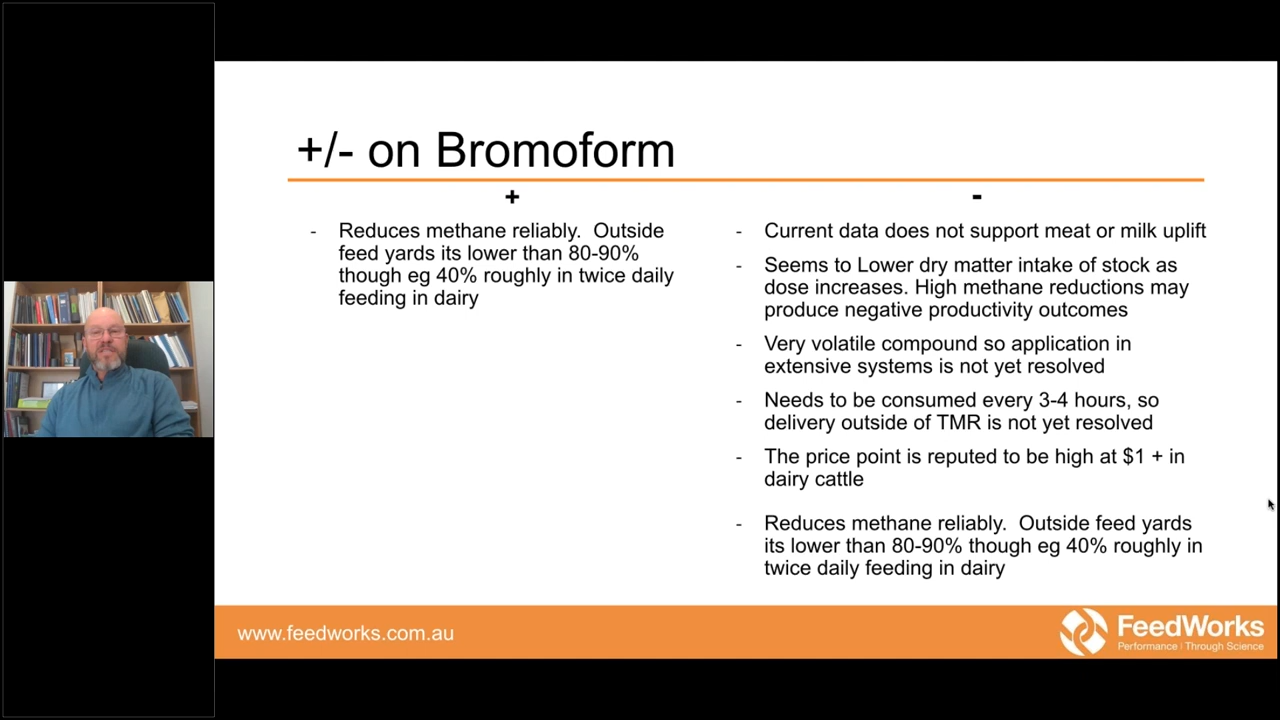 +/- on Bromoform
+
- Reduces methane reliably. Outside
feed yards its lower than 80-90%
though eg 40% roughly in twice daily
feeding in dairy
-
- Current data does not support meat or milk uplift
- Seems to Lower dry matter intake of stock as
dose increases. High methane reductions may
produce negative productivity outcomes
- Very volatile compound so application in
extensive systems is not yet resolved
- Needs to be consumed every 3-4 hours, so
delivery outside of TMR is not yet resolved
- The price point is reputed to be high at $1 + in
dairy cattle
- Reduces methane reliably. Outside feed yards
its lower than 80-90% though eg 40% roughly in
twice daily feeding in dairy
www.feedworks.com.au
FeedWorks
Performance | Through Science